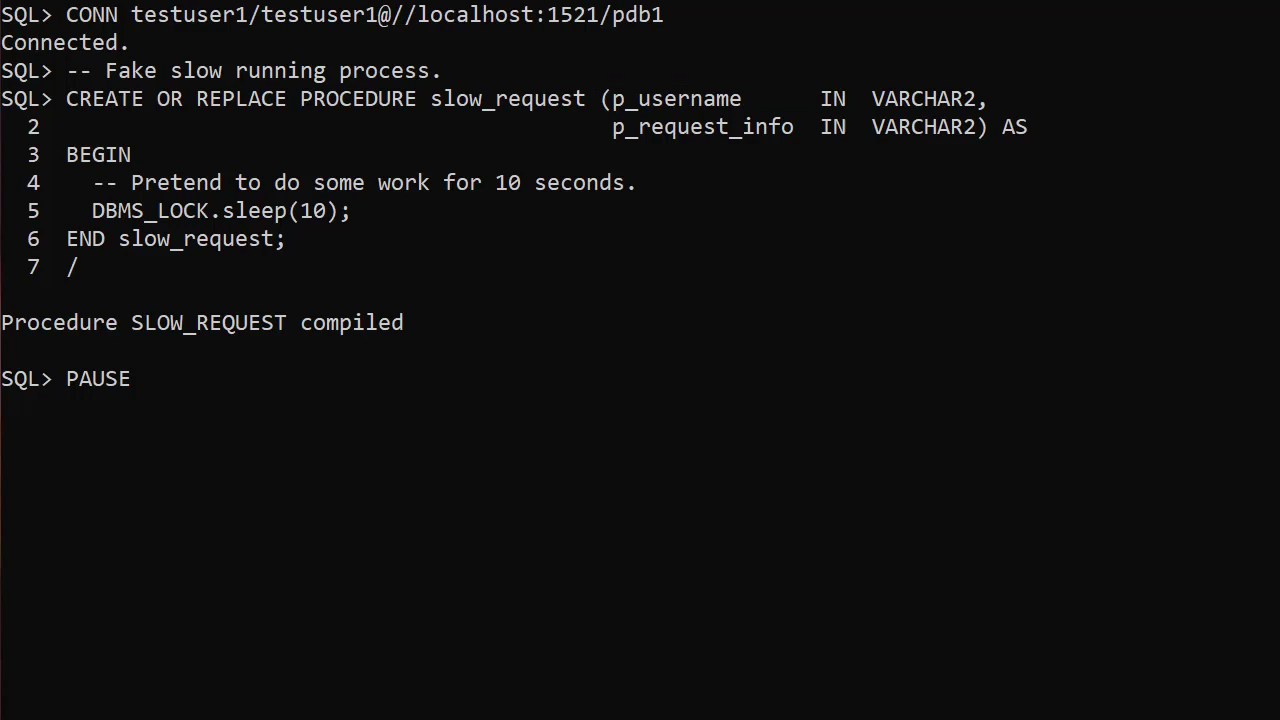 SQL> CONN testuser1/testuser1@//localhost:1521/pdb1
Connected.
SQL> -- Fake slow running process.
SQL> CREATE OR REPLACE PROCEDURE slow_request (p_username      IN  VARCHAR2,
  2                                            p_request_info  IN  VARCHAR2) AS
  3  BEGIN
  4    -- Pretend to do some work for 10 seconds.
  5    DBMS_LOCK.sleep(10);
  6  END slow_request;
  7  /
Procedure SLOW_REQUEST compiled
SQL> PAUSE